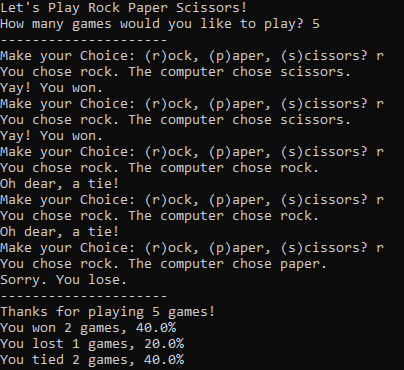 Let's Play Rock Paper Scissors!
How many games would you like to play? 5
---------------------
Make your Choice: (r)ock, (p)aper, (s)cissors? r
You chose rock. The computer chose scissors.
Yay! You won.
Make your Choice: (r)ock, (p)aper, (s)cissors? r
You chose rock. The computer chose scissors.
Yay! You won.
Make your Choice: (r)ock, (p)aper, (s)cissors? r
You chose rock. The computer chose rock.
Oh dear, a tie!
Make your Choice: (r)ock, (p)aper, (s)cissors? r
You chose rock. The computer chose rock.
Oh dear, a tie!
Make your Choice: (r)ock, (p)aper, (s)cissors? r
You chose rock. The computer chose paper.
Sorry. You lose.
---------------------
Thanks for playing 5 games!
You won 2 games, 40.0%
You lost 1 games, 20.0%
You tied 2 games, 40.0%